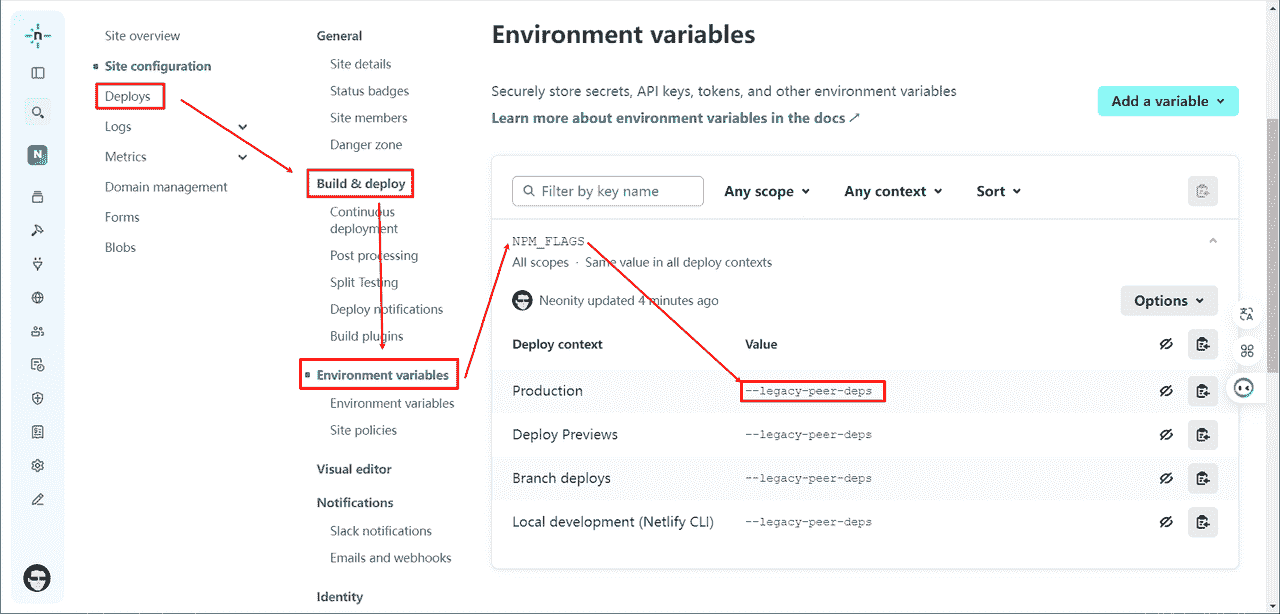 n
N
Site overview
Site configuration
Deploys
Logs
Metrics
Domain management
Forms
Blobs
General
Site details
Status badges
Site members
Danger zone
Build & deploy
Continuous
deployment
Post processing
Split Testing
Deploy notifications
Build plugins
Environment variables
Environment variables
Site policies
Visual editor
Notifications
Slack notifications
Emails and webhooks
Identity
Environment variables
Securely store secrets, API keys, tokens, and other environment variables
Learn more about environment variables in the docs
Add a variable
Filter by key name
Any scope
Any context
Sort
NPM_FLAGS
All scopes · Same value in all deploy contexts
Neonity updated 4 minutes ago
Options
Deploy context Value
Production --legacy-peer-deps
Deploy Previews --legacy-peer-deps
Branch deploys --legacy-peer-deps
Local development (Netlify CLI) --legacy-peer-deps